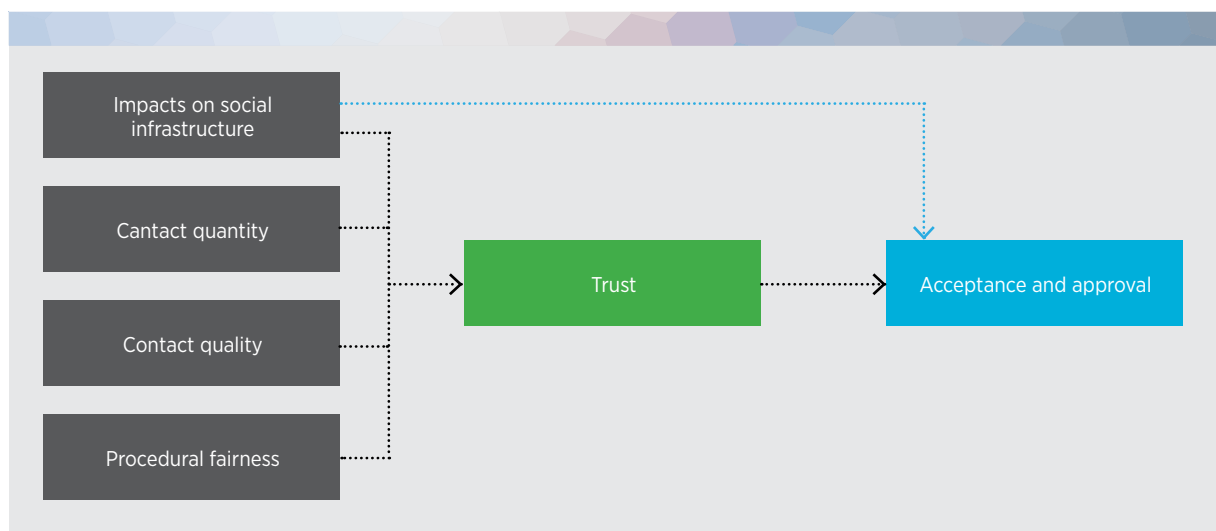 Impacts on social
infrastructure
Cantact quantity
Contact quality
Procedural fairness
Trust
Acceptance and approval